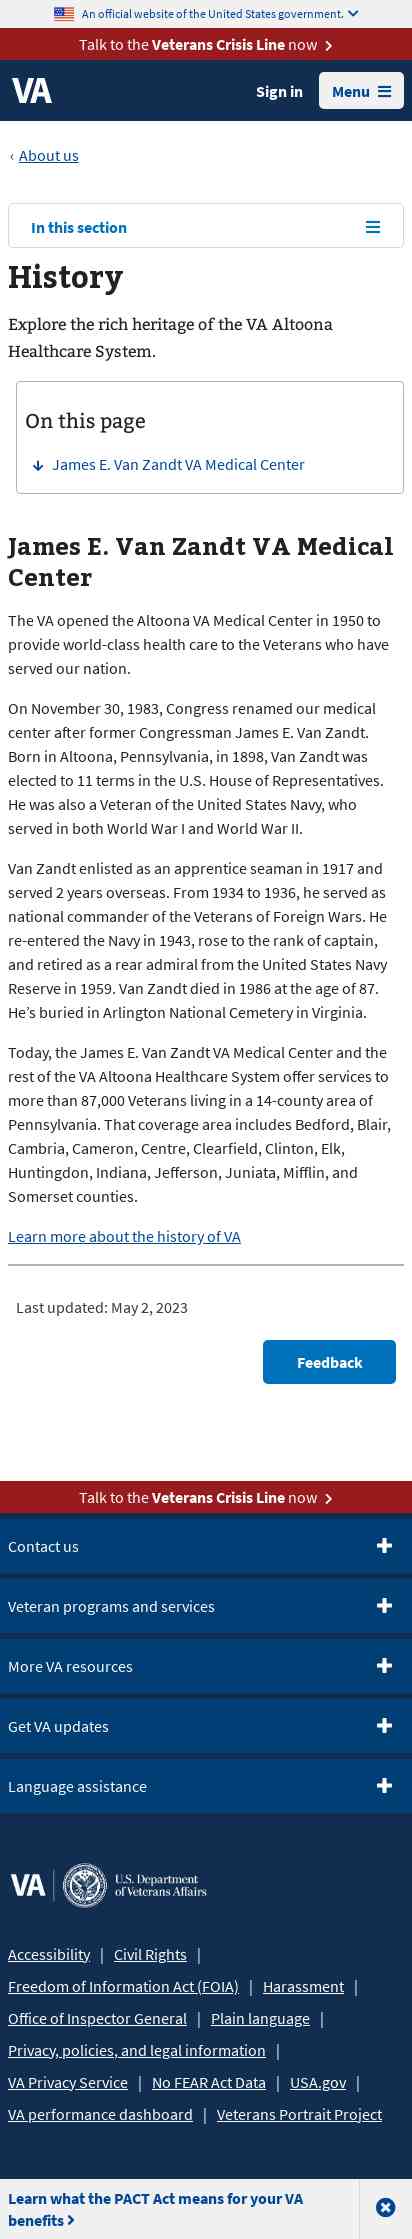 An official website of the United States government.
Talk to the Veterans Crisis Line now
VA
Sign in
Menu
‹ About us
In this section
History
Explore the rich heritage of the VA Altoona
Healthcare System.
On this page
James E. Van Zandt VA Medical Center
James E. Van Zandt VA Medical
Center
The VA opened the Altoona VA Medical Center in 1950 to
provide world-class health care to the Veterans who have
served our nation.
On November 30, 1983, Congress renamed our medical
center after former Congressman James E. Van Zandt.
Born in Altoona, Pennsylvania, in 1898, Van Zandt was
elected to 11 terms in the U.S. House of Representatives.
He was also a Veteran of the United States Navy, who
served in both World War I and World War II.
Van Zandt enlisted as an apprentice seaman in 1917 and
served 2 years overseas. From 1934 to 1936, he served as
national commander of the Veterans of Foreign Wars. He
re-entered the Navy in 1943, rose to the rank of captain,
and retired as a rear admiral from the United States Navy
Reserve in 1959. Van Zandt died in 1986 at the age of 87.
He’s buried in Arlington National Cemetery in Virginia.
Today, the James E. Van Zandt VA Medical Center and the
rest of the VA Altoona Healthcare System offer services to
more than 87,000 Veterans living in a 14-county area of
Pennsylvania. That coverage area includes Bedford, Blair,
Cambria, Cameron, Centre, Clearfield, Clinton, Elk,
Huntingdon, Indiana, Jefferson, Juniata, Mifflin, and
Somerset counties.
Learn more about the history of VA
Last updated: May 2, 2023
Feedback
Talk to the Veterans Crisis Line now
Contact us
Veteran programs and services
More VA resources
Get VA updates
Language assistance
VA | U.S. Department
of Veterans Affairs
Accessibility | Civil Rights |
Freedom of Information Act (FOIA) | Harassment |
Office of Inspector General | Plain language |
Privacy, policies, and legal information |
VA Privacy Service | No FEAR Act Data | USA.gov |
VA performance dashboard | Veterans Portrait Project
Learn what the PACT Act means for your VA
benefits